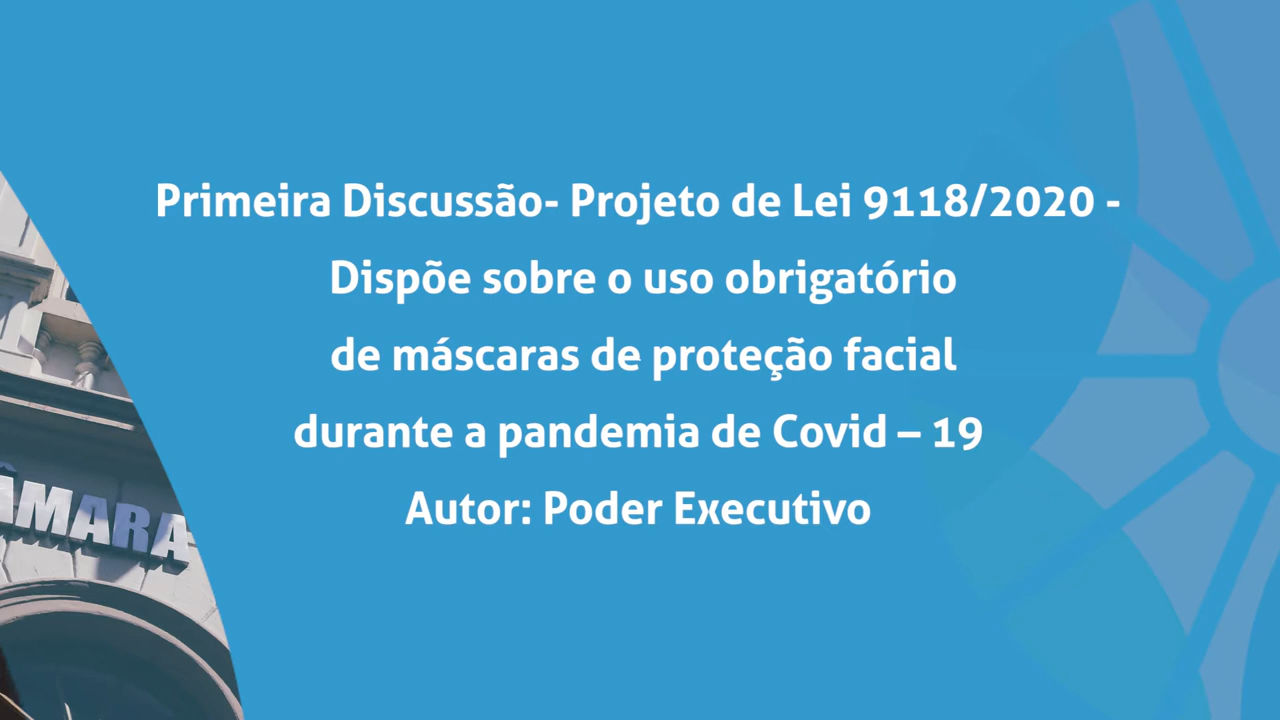 Primeira Discussão- Projeto de Lei 9118/2020 -
Dispõe sobre o uso obrigatório
de máscaras de proteção facial
durante a pandemia de Covid – 19
Autor: Poder Executivo
ÂMARA